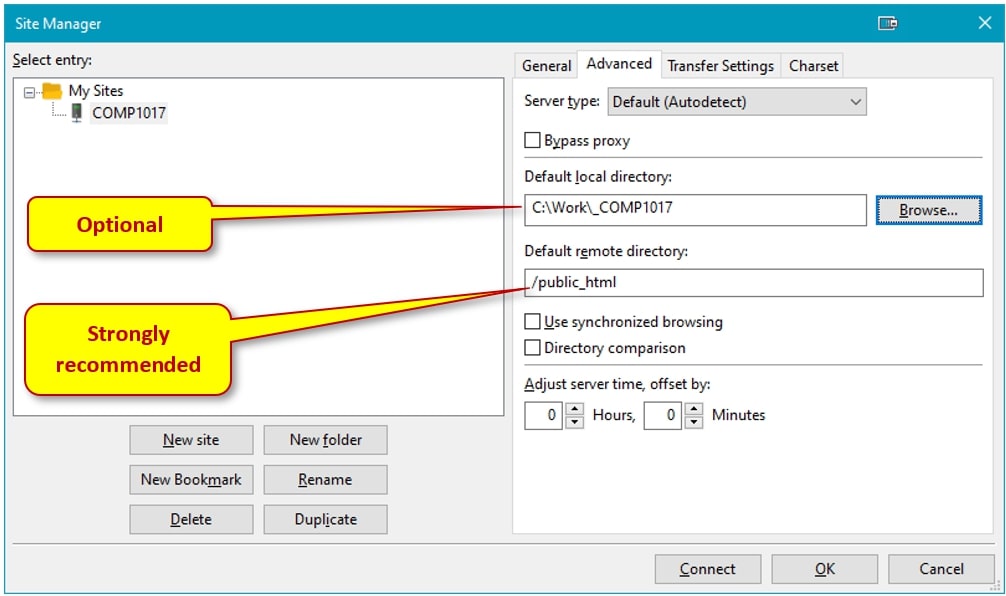 Site Manager
Select entry:
My Sites
COMP1017
Optional
Strongly
recommended
New site
New folder
New Bookmark
Rename
Delete
Duplicate
General
Advanced
Transfer Settings
Charset
Server type:
Default (Autodetect)
Bypass proxy
Default local directory:
C:\Work\_COMP1017
Browse...
Default remote directory:
/public_html
Use synchronized browsing
Directory comparison
Adjust server time, offset by:
0 Hours, 0 Minutes
Connect
OK
Cancel